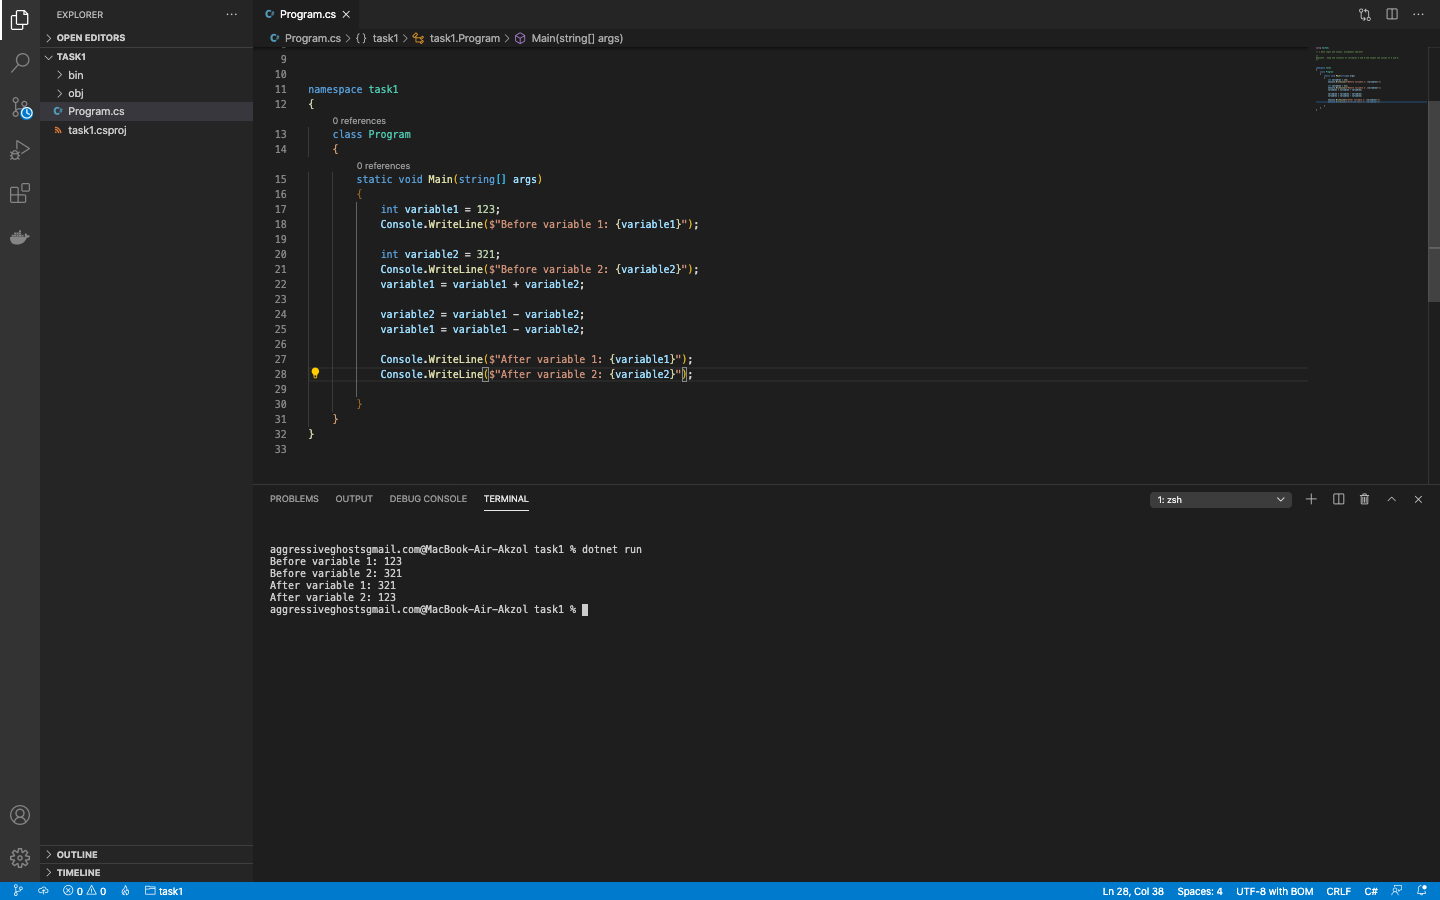 EXPLORER
OPEN EDITORS
TASK1
bin
obj
Program.cs
task1.csproj
OUTLINE
TIMELINE
Program.cs
Program.cs > {} task1 > task1.Program > Main(string[] args)
9
10
11 namespace task1
12 {
0 references
13 class Program
14 {
0 references
15 static void Main(string[] args)
16 {
17 int variable1 = 123;
18 Console.WriteLine($"Before variable 1: {variable1}");
19
20 int variable2 = 321;
21 Console.WriteLine($"Before variable 2: {variable2}");
22 variable1 = variable1 + variable2;
23
24 variable2 = variable1 - variable2;
25 variable1 = variable1 - variable2;
26
27 Console.WriteLine($"After variable 1: {variable1}");
28 Console.WriteLine($"After variable 2: {variable2}");
29
30 }
31 }
32 }
33
PROBLEMS OUTPUT DEBUG CONSOLE TERMINAL 1: zsh
aggressiveghostsgmail.com@MacBook-Air-Akzol task1 % dotnet run
Before variable 1: 123
Before variable 2: 321
After variable 1: 321
After variable 2: 123
aggressiveghostsgmail.com@MacBook-Air-Akzol task1 %
0 0 task1 Ln 28, Col 38 Spaces: 4 UTF-8 with BOM CRLF C#